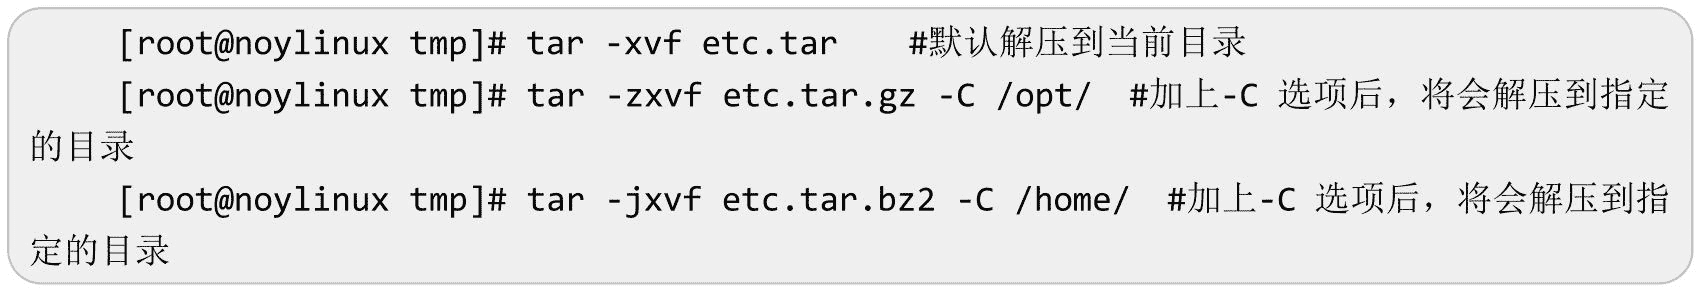 [root@noylinux tmp]# tar -xvf etc.tar    #默认解压到当前目录
[root@noylinux tmp]# tar -zxvf etc.tar.gz -C /opt/  #加上-C 选项后，将会解压到指定
的目录
[root@noylinux tmp]# tar -jxvf etc.tar.bz2 -C /home/  #加上-C 选项后，将会解压到指
定的目录